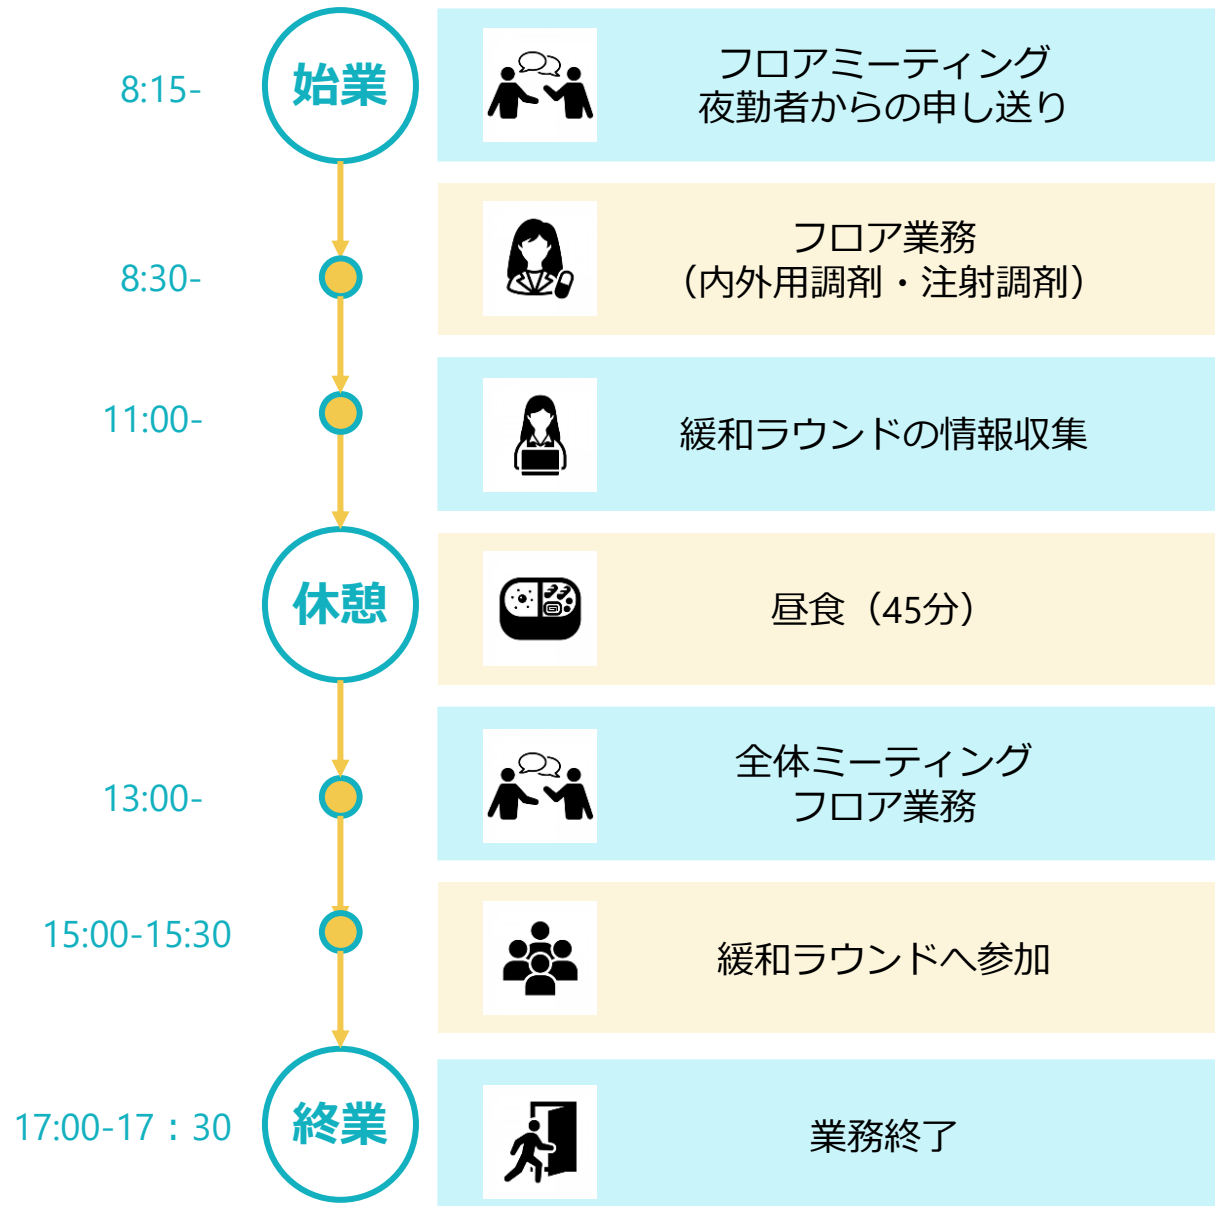 8:15-
始業
フロアミーティング
夜勤者からの申し送り
8:30-
フロア業務
（内外用調剤・注射調剤）
11:00-
緩和ラウンドの情報収集
休憩
昼食（45分）
13:00-
全体ミーティング
フロア業務
15:00-15:30
緩和ラウンドへ参加
17:00-17：30
終業
業務終了